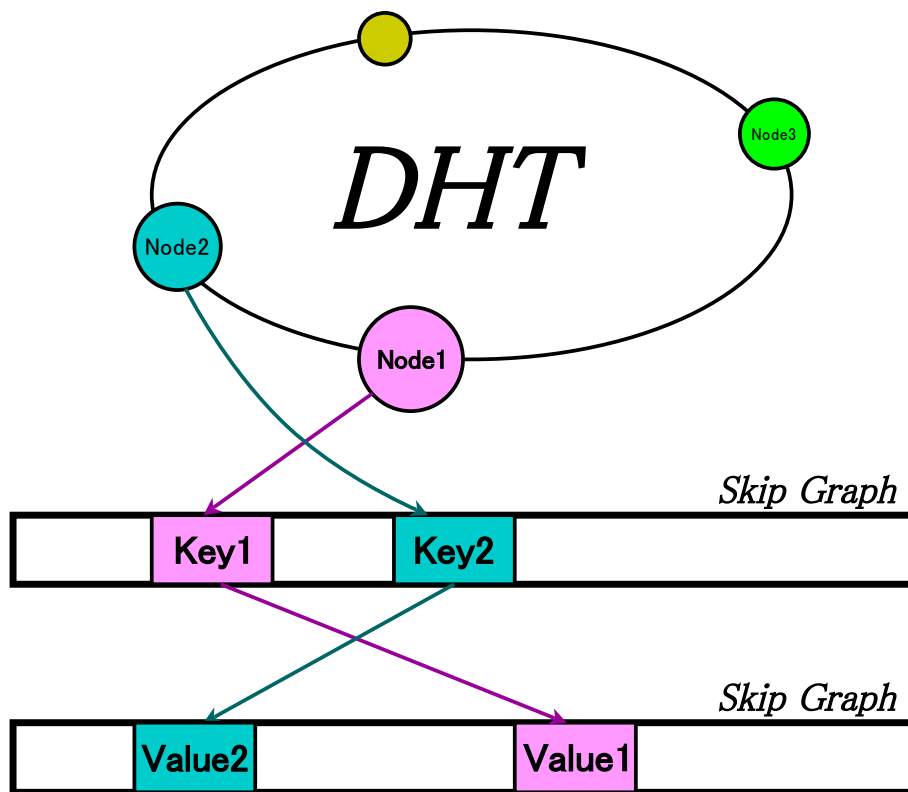 Node3
DHT
Node2
Node1
Skip Graph
Key1 Key2
Skip Graph
Value2 Value1